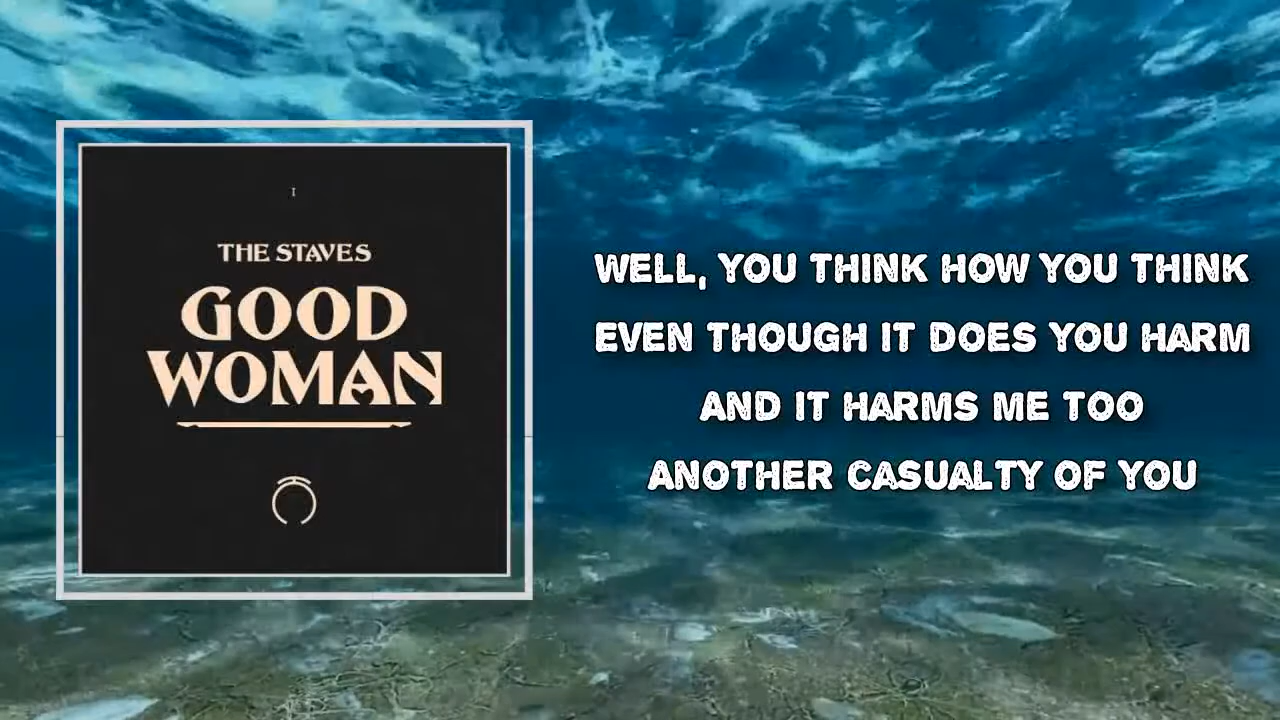 I
THE STAVES
GOOD
WOMAN
WELL, YOU THINK HOW YOU THINK
EVEN THOUGH IT DOES YOU HARM
AND IT HARMS ME TOO
ANOTHER CASUALTY OF YOU